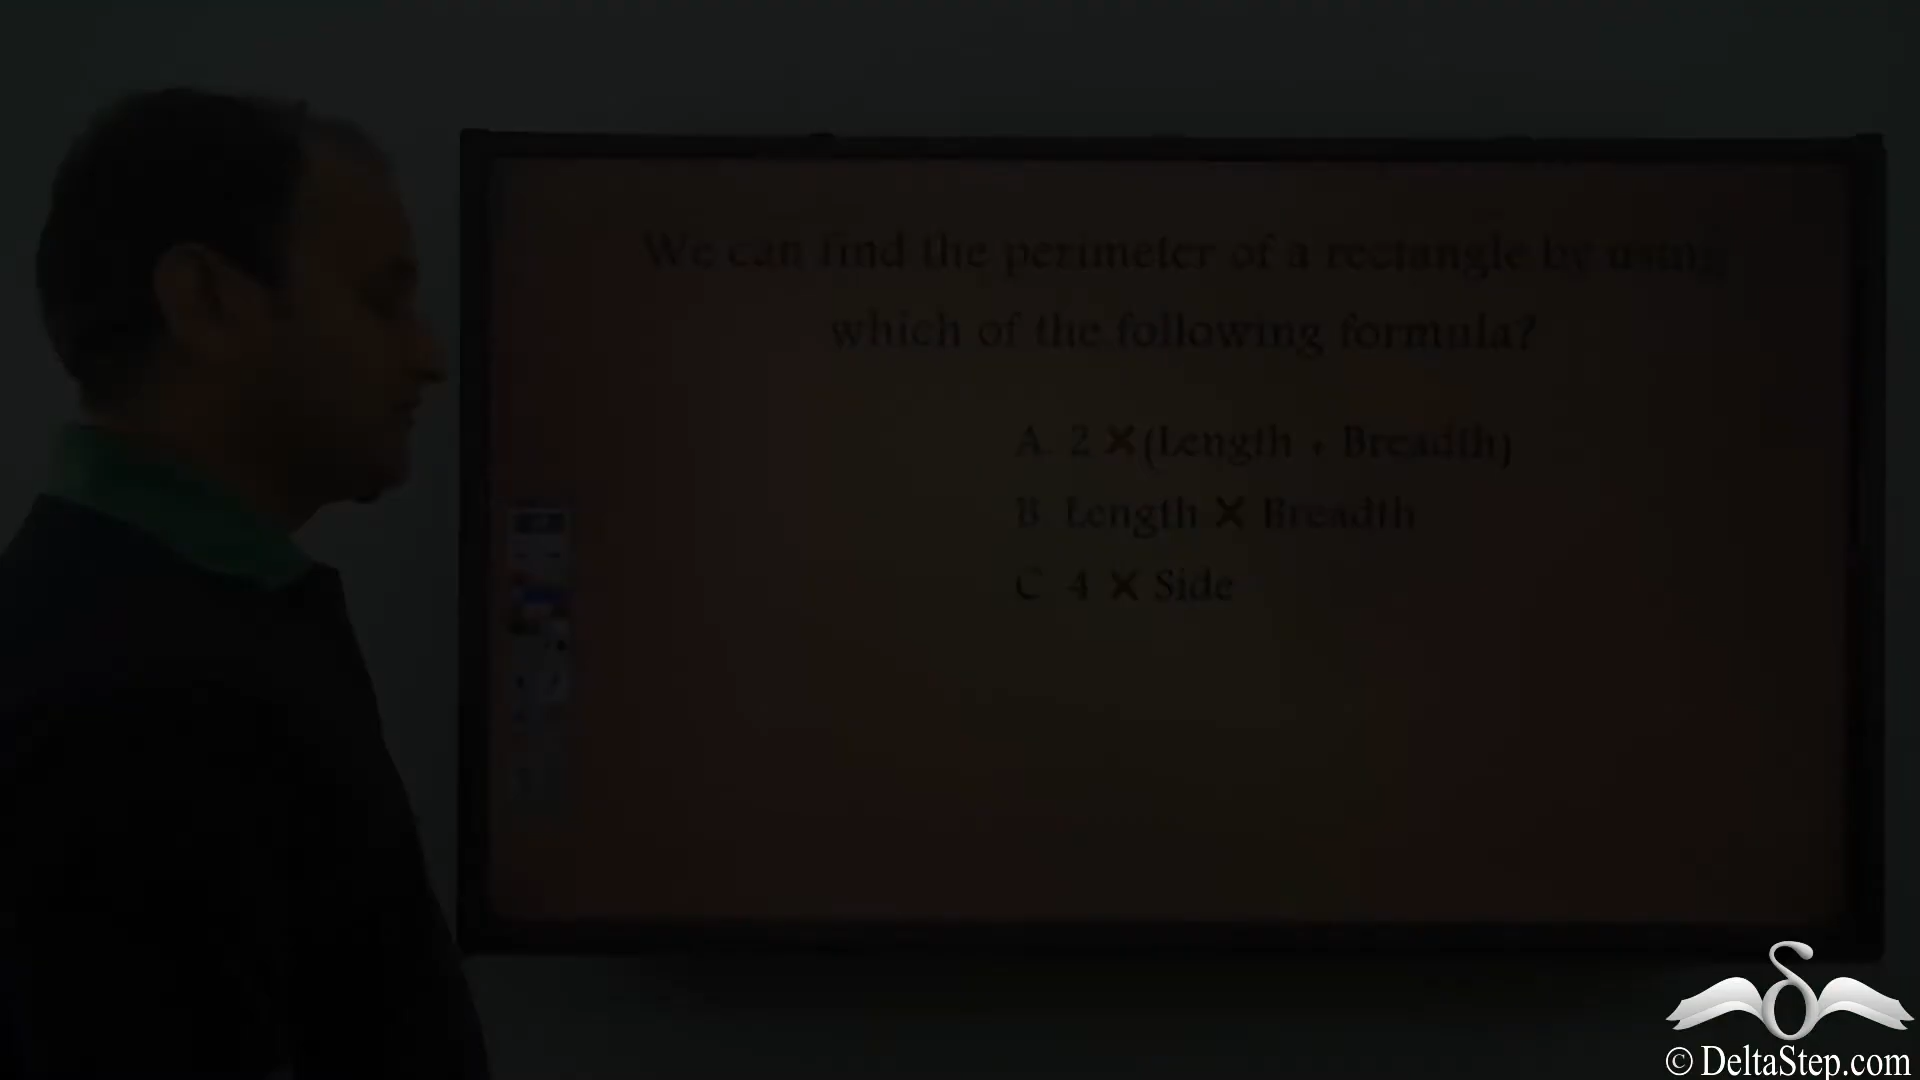 We can find the perimeter of a rectangle by using
which of the following formula?
A. 2 ×(Length + Breadth)
B. Length × Breadth
C. 4 × Side
© DeltaStep.com